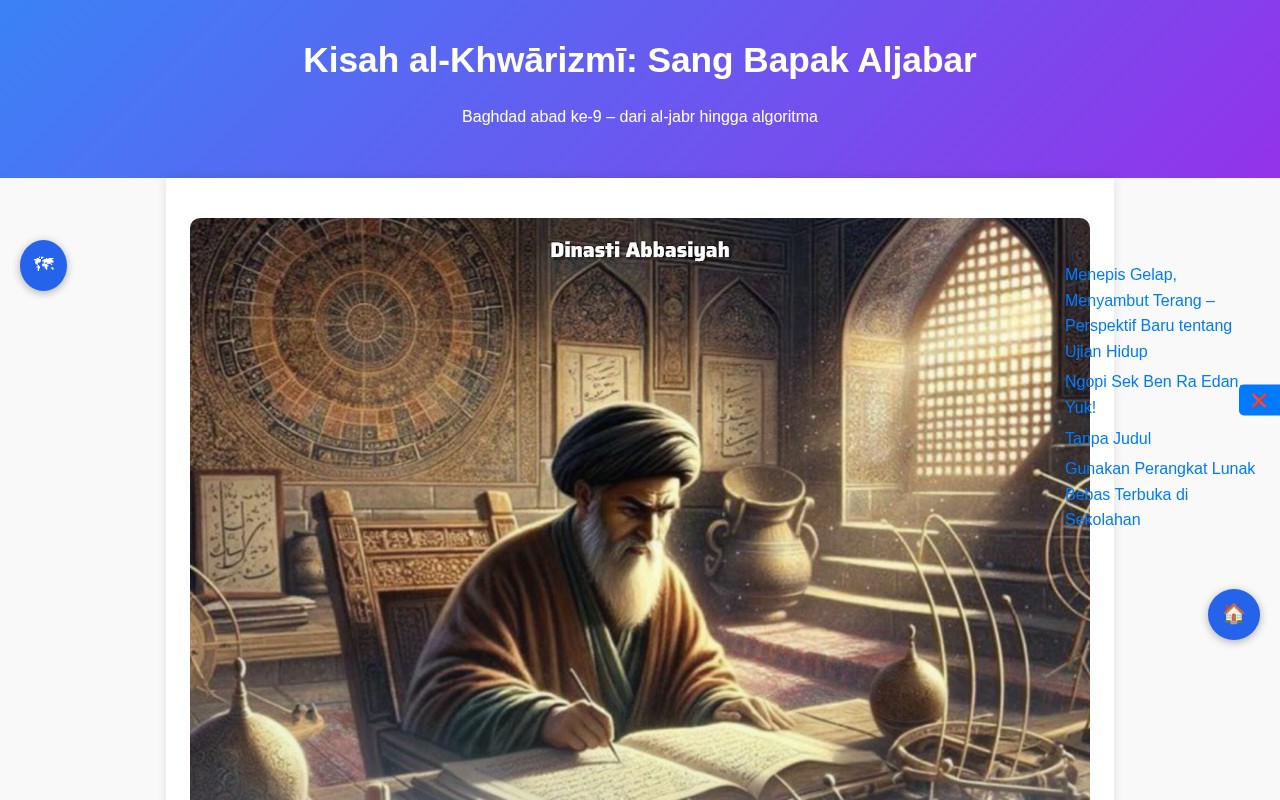 Kisah al-Khwārizmī: Sang Bapak Aljabar
Baghdad abad ke-9 – dari al-jabr hingga algoritma
Dinasti Abbasiyah
Menepis Gelap,
Menyambut Terang –
Perspektif Baru tentang
Ujian Hidup
Ngopi Sek Ben Ra Edan,
Yuk!
Tanpa Judul
Gunakan Perangkat Lunak
Bebas Terbuka di
Sekolahan